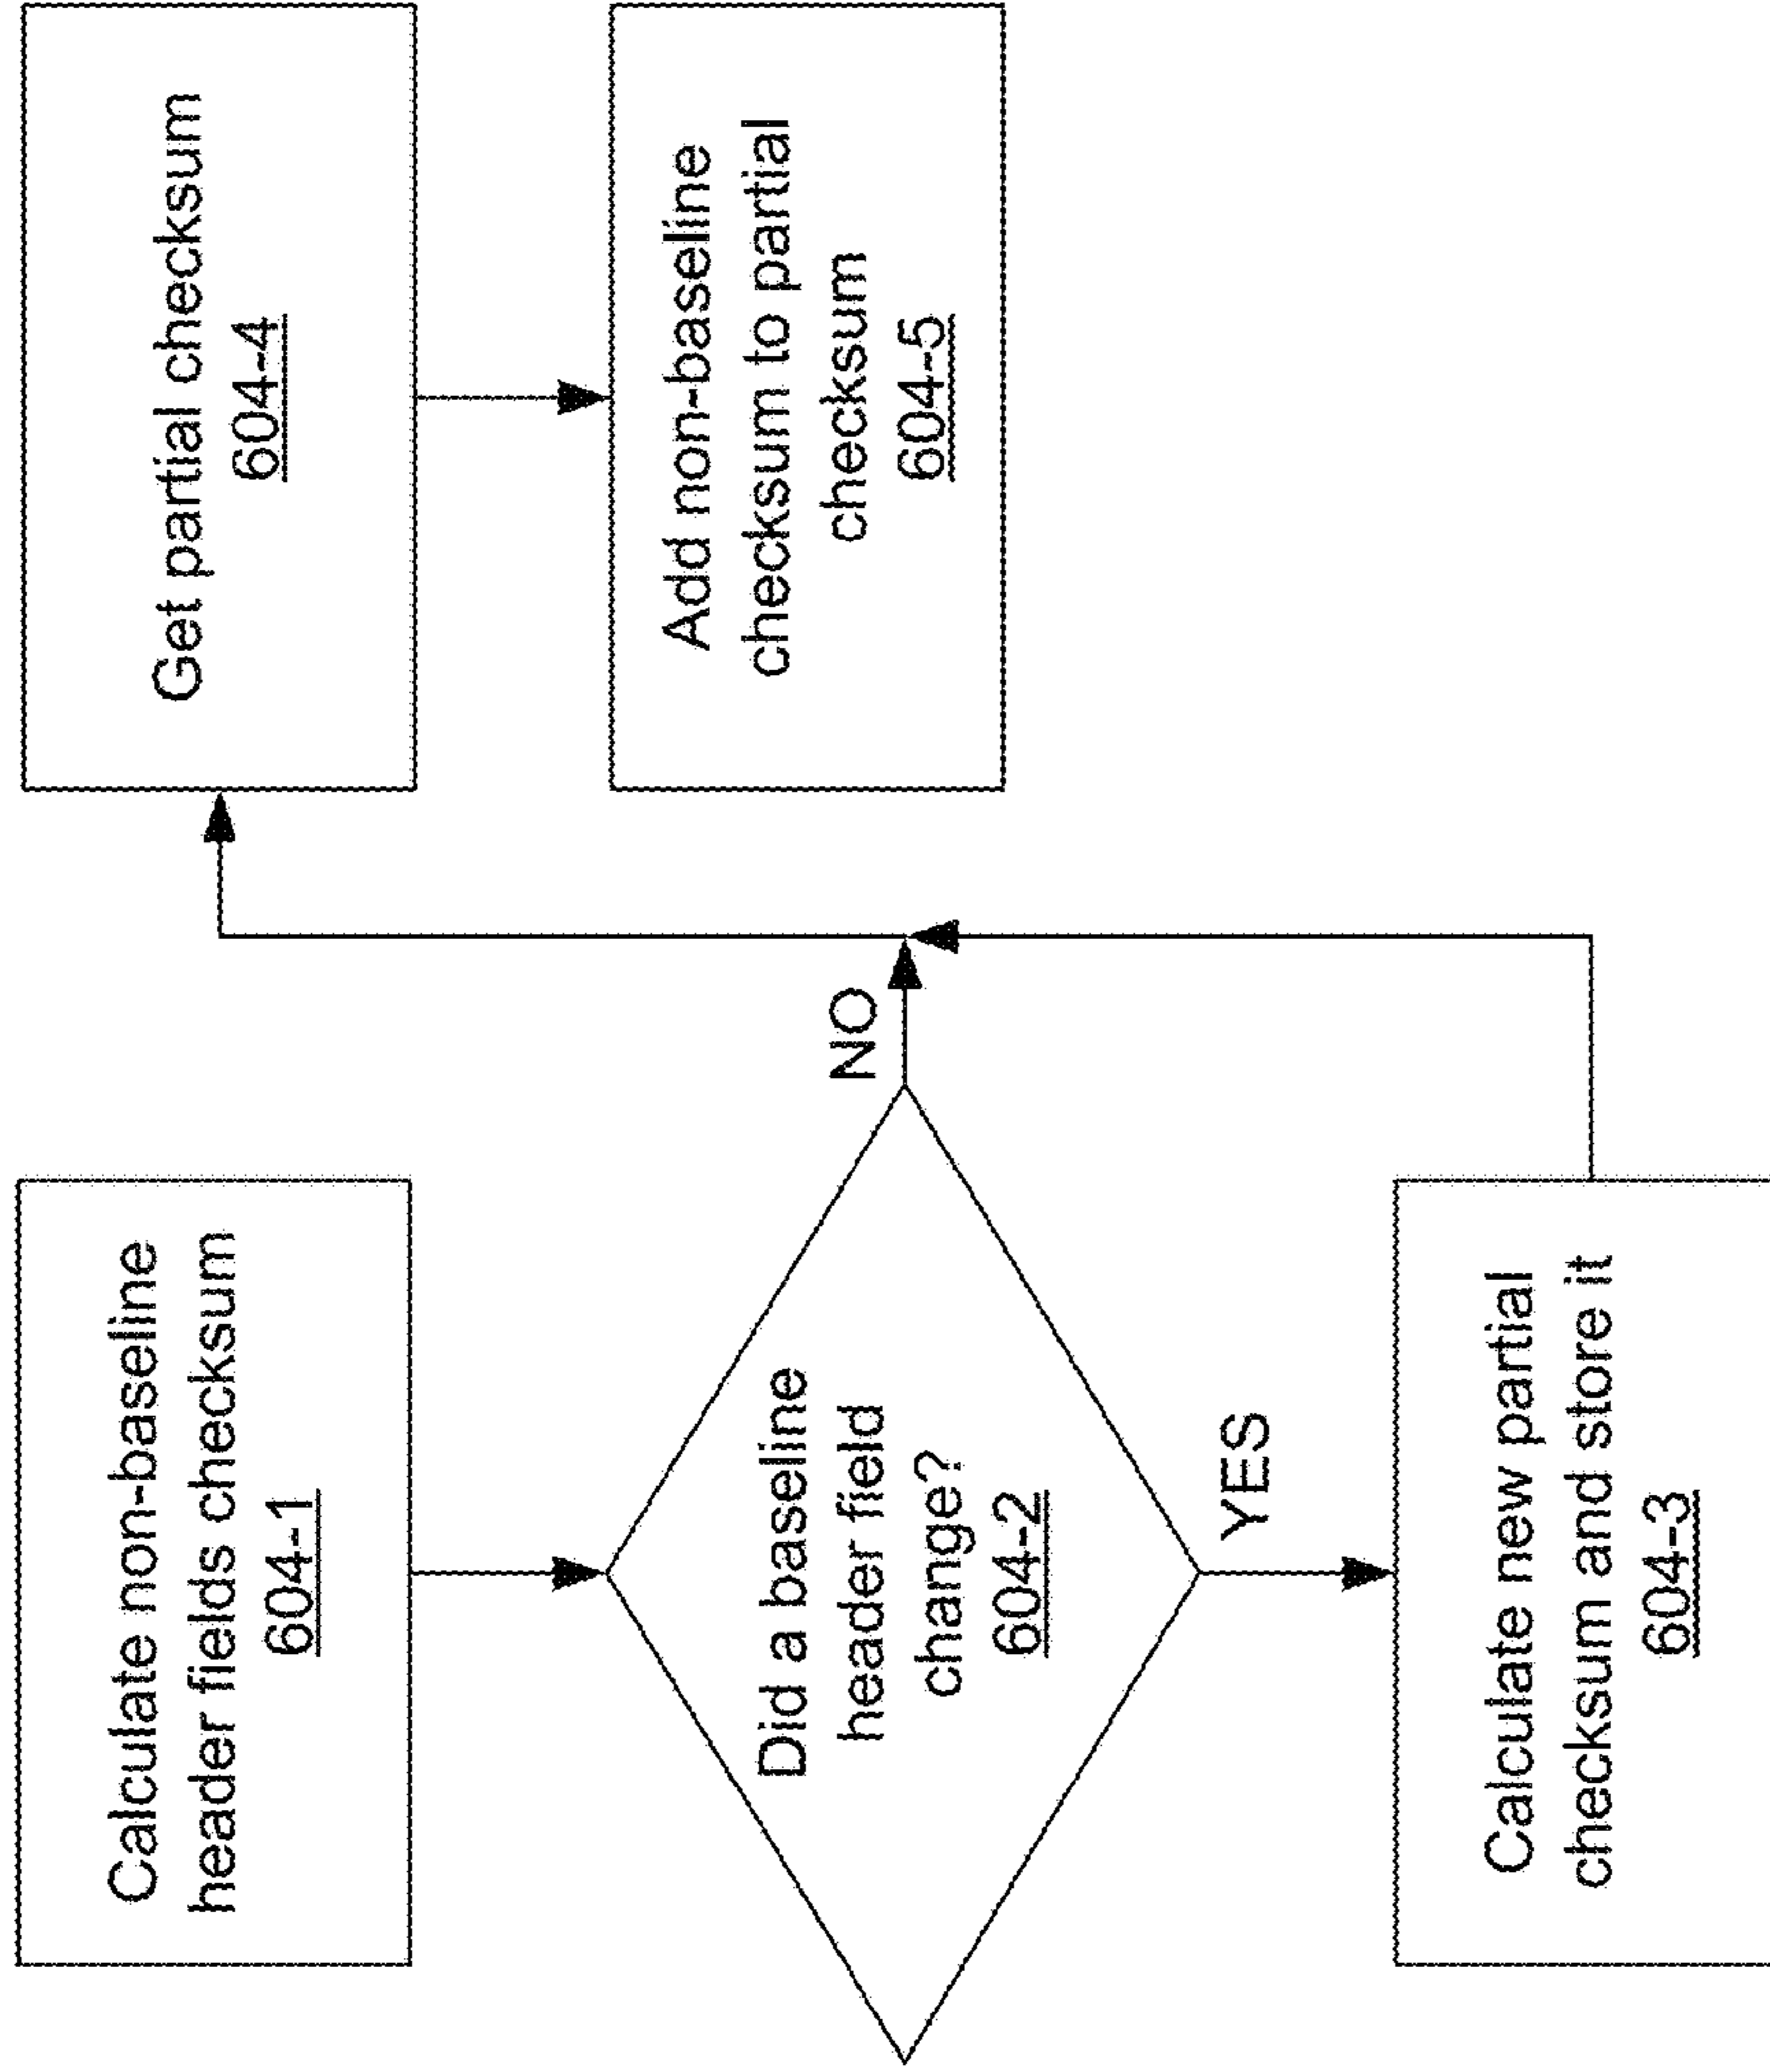 Calculate non-baseline
header fields checksum
604-1
Did a baseline
header field
change?
604-2
YES
NO
Calculate new partial
checksum and store it
604-3
Get partial checksum
604-4
Add non-baseline
checksum to partial
checksum
604-5